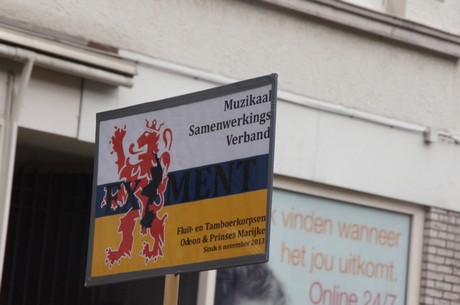 Muzikaal
Samenwerkings
Verband
EXIMENT
Fluit- en Tamboerkorpsen
Odeon & Prinses Marijke
Sinds 6 november 2013
k vinden wanneer
het jou uitkomt.
Online 24/7